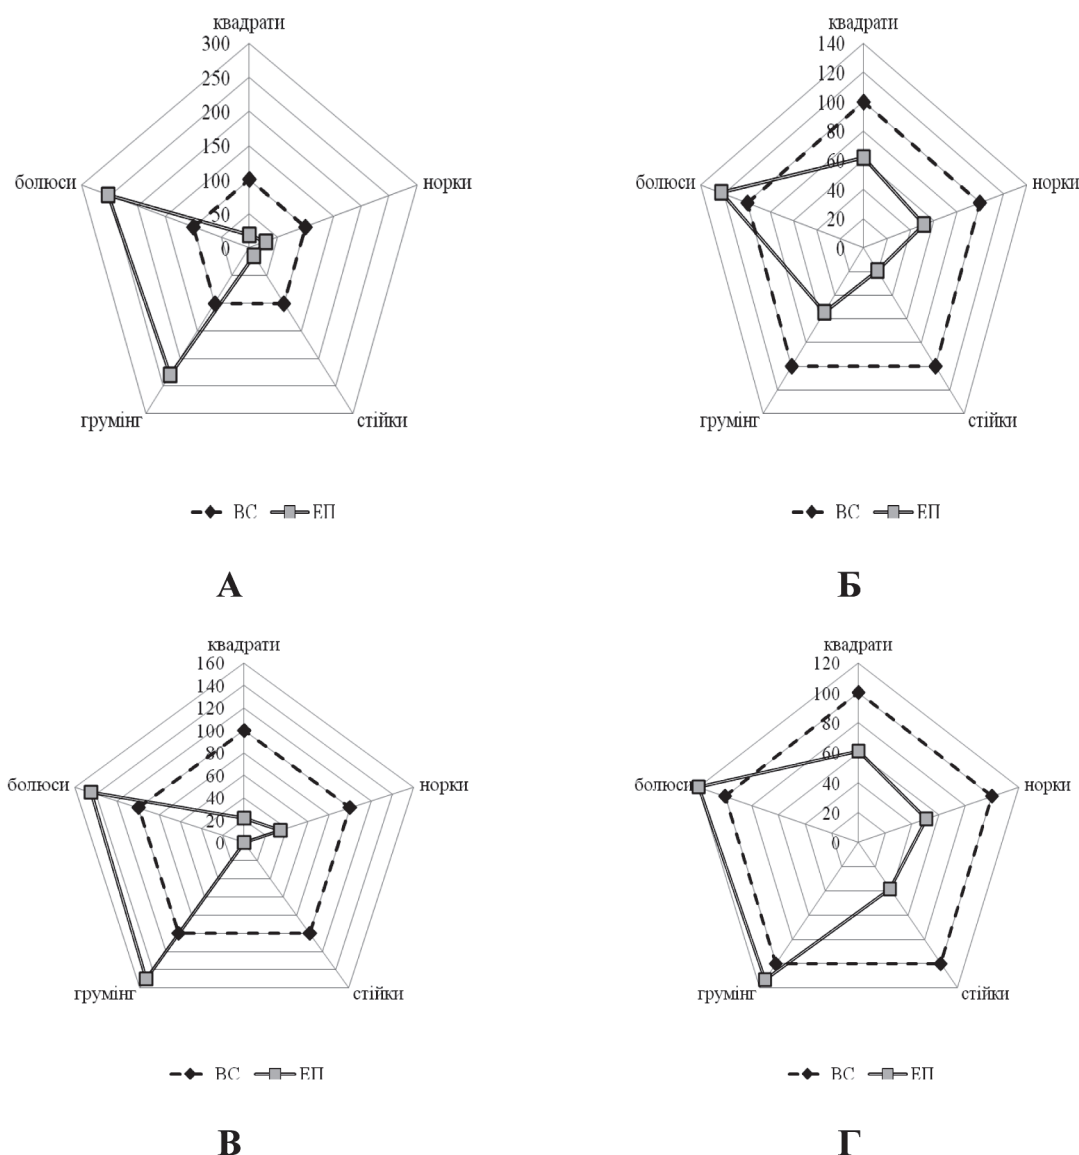 квадрати
300
250
200
150
100
50
0
болюси
норки
грумінг
стійки
ВС ЕП
А
квадрати
140
120
100
80
60
40
20
0
болюси
норки
грумінг
стійки
ВС ЕП
Б
квадрати
160
140
120
100
80
60
40
20
0
болюси
норки
грумінг
стійки
ВС ЕП
В
квадрати
120
100
80
60
40
20
0
болюси
норки
грумінг
стійки
ВС ЕП
Г